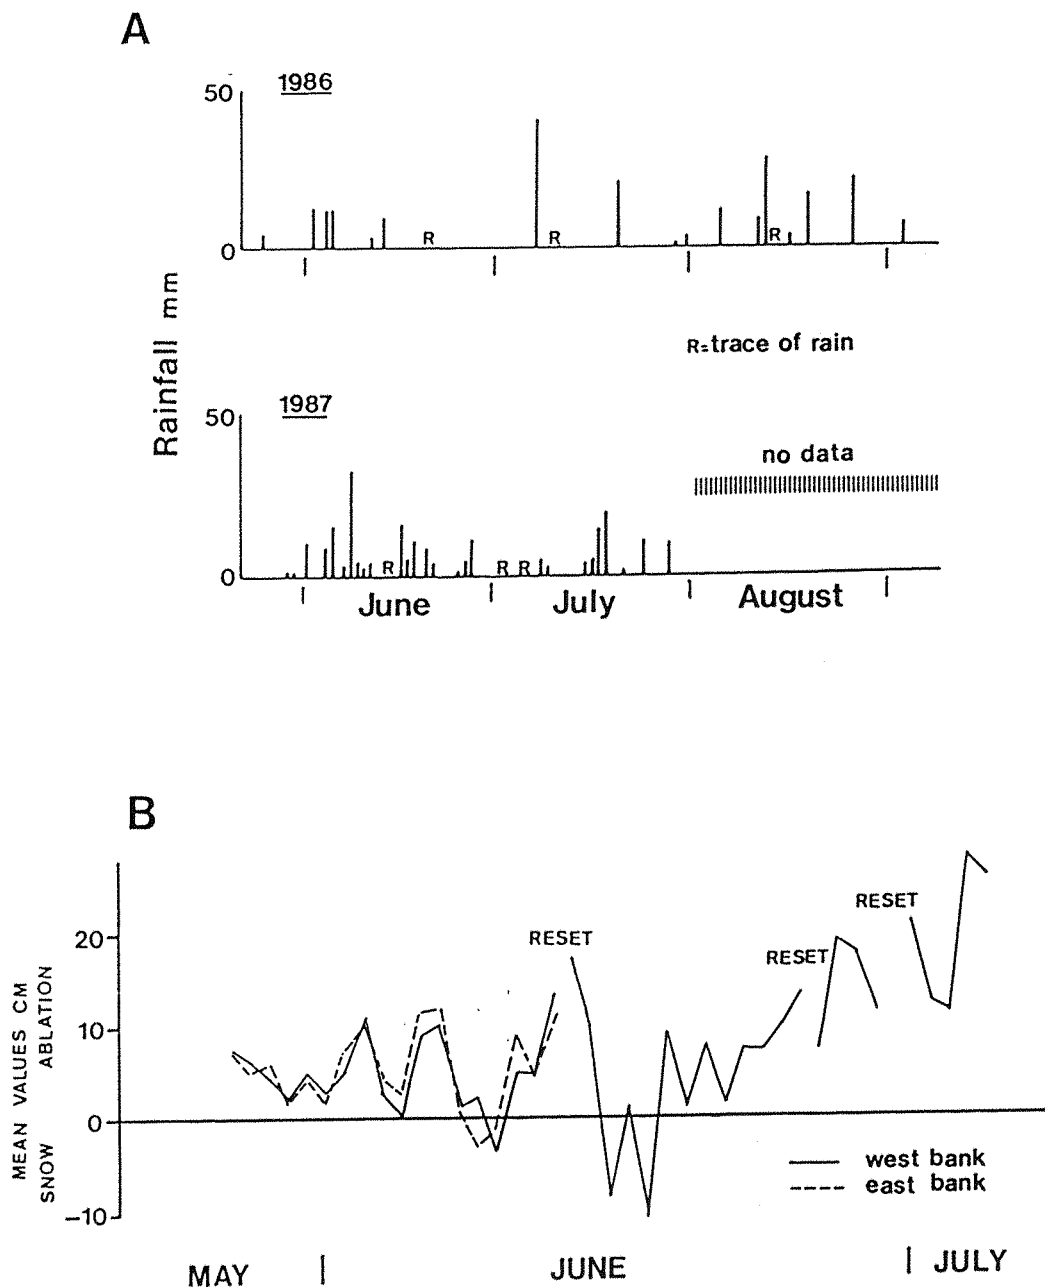 A
1986
50
0
Rainfall mm
R
R
R
R=trace of rain
1987
50
0
no data
R
R
R
June
July
August
B
MEAN VALUES CM
SNOW ABLATION
20
10
0
-10
RESET
RESET
RESET
west bank
east bank
MAY
JUNE
JULY